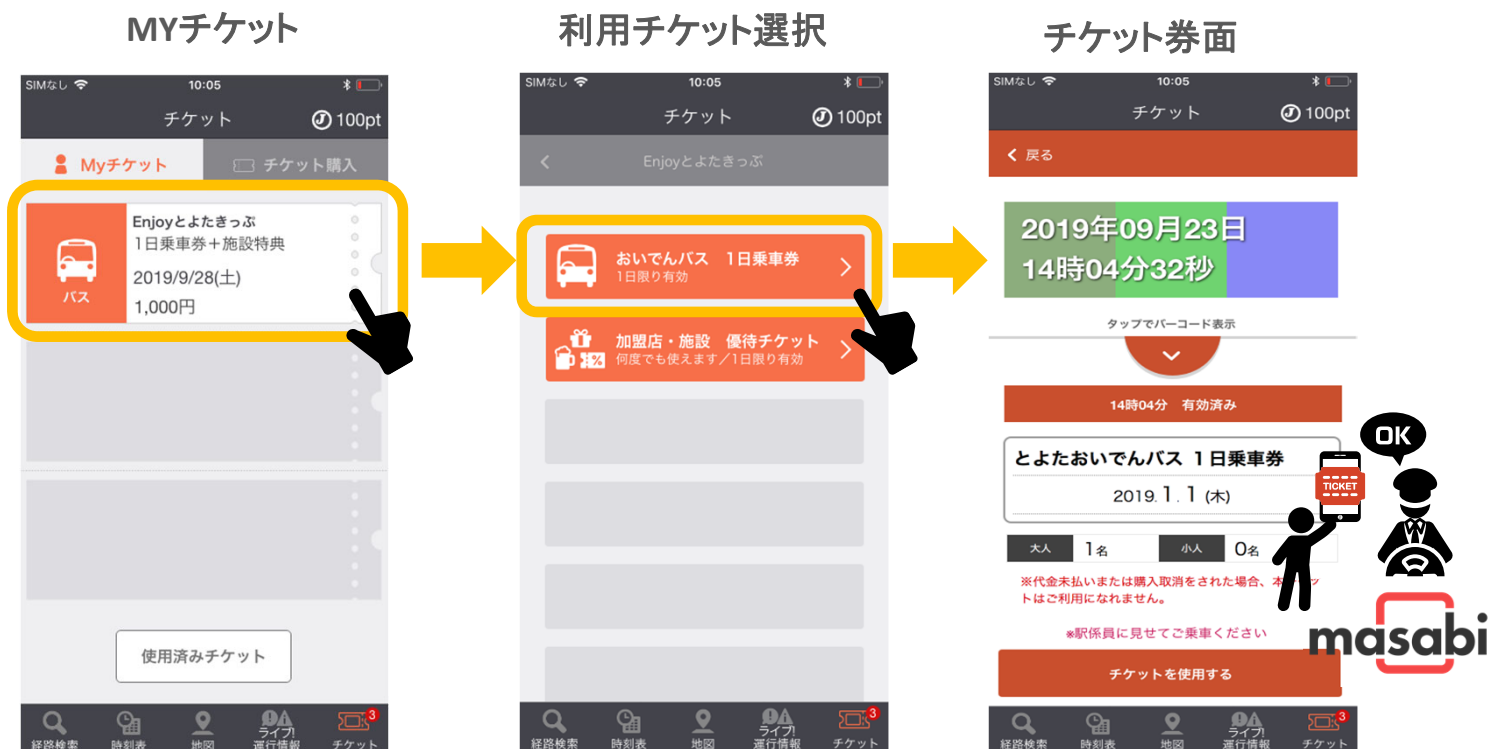 MYチケット
SIMなし
10:05
チケット
J 100pt
Myチケット
チケット購入
Enjoyとよたきっぷ
1日乗車券＋施設特典
2019/9/28(土)
1,000円
バス
使用済みチケット
経路検索
時刻表
地図
ライブ!
運行情報
3
チケット
利用チケット選択
SIMなし
10:05
チケット
J 100pt
Enjoyとよたきっぷ
おいでんバス 1日乗車券
1日限り有効
加盟店・施設 優待チケット
何度でも使えます／1日限り有効
%
経路検索
時刻表
地図
ライブ!
運行情報
3
チケット
チケット券面
SIMなし
10:05
チケット
J 100pt
戻る
2019年09月23日
14時04分32秒
タップでバーコード表示
14時04分 有効済み
とよたおいでんバス 1日乗車券
2019. 1. 1 (木)
大人 1名 小人 0名
※代金未払いまたは購入取消をされた場合、本
トはご利用になれません。
※駅係員に見せてご乗車ください
チケットを使用する
経路検索
時刻表
地図
ライブ!
運行情報
3
チケット
OK
TICKET
masabi